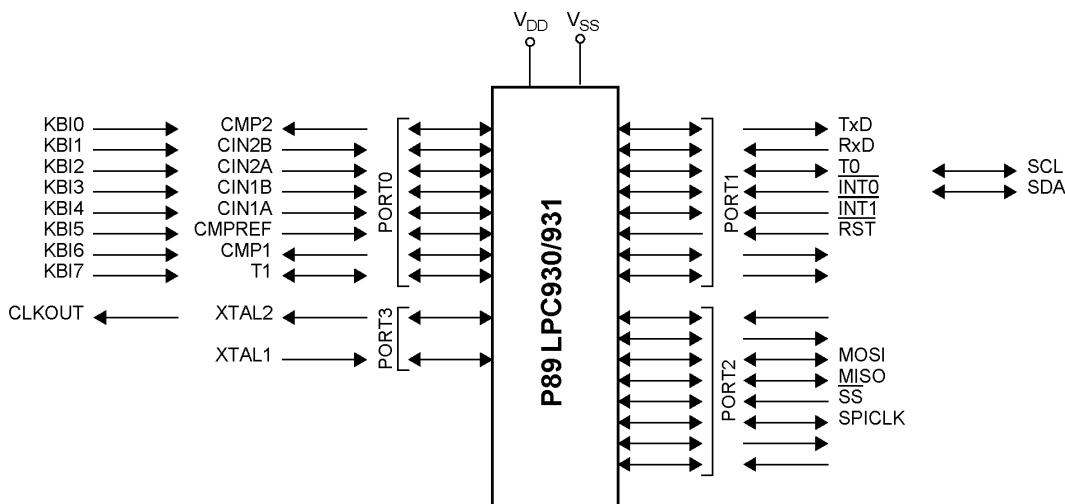 VDD VSS
KBI0 CMP2 TxD
KBI1 CIN2B RxD
KBI2 CIN2A T0 SCL
KBI3 CIN1B INT0 SDA
KBI4 CIN1A INT1
KBI5 CMPREF RST
KBI6 CMP1
KBI7 T1
PORT0
PORT1
CLKOUT XTAL2
XTAL1
PORT3
P89 LPC930/931
PORT2
MOSI
MISO
SS
SPICLK